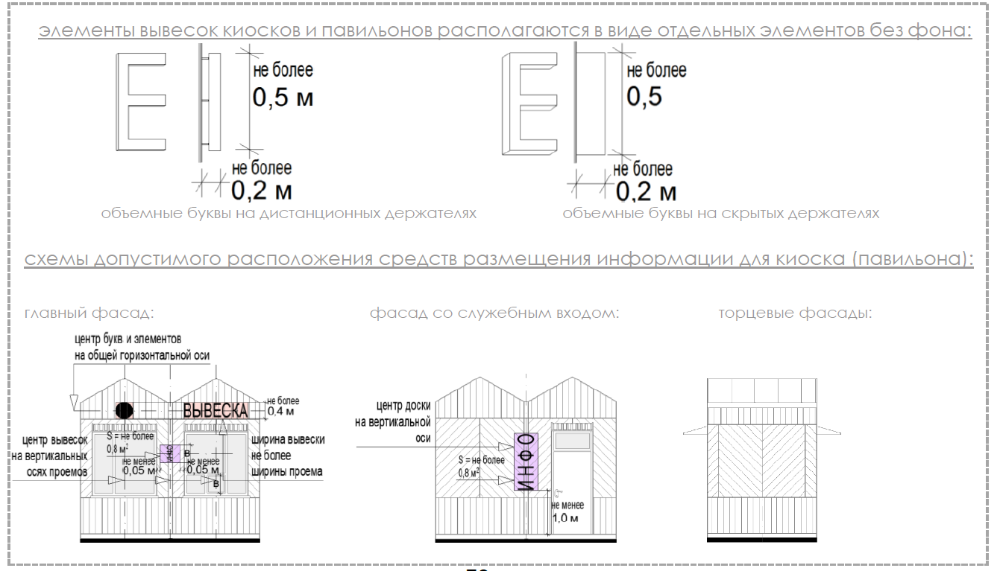 элементы вывесок киосков и павильонов располагаются в виде отдельных элементов без фона:
не более
0,5 м
не более
0,2 м
не более
0,5
не более
0,2 м
объемные буквы на дистанционных держателях
объемные буквы на скрытых держателях
схемы допустимого расположения средств размещения информации для киоска (павильона):
главный фасад:
фасад со служебным входом:
торцевые фасады:
центр букв и элементов
на общей горизонтальной оси
ВЫВЕСКА
не более
0,4 м
центр вывесок
на вертикальных
осях проемов
S = не более
0,8 м²
не менее
0,05 м
ИНФО
В
не менее
0,05 м
В
ширина вывески
не более
ширины проема
центр доски
на вертикальной
оси
S = не более
0,8 м²
ИНФО
не менее
1,0 м